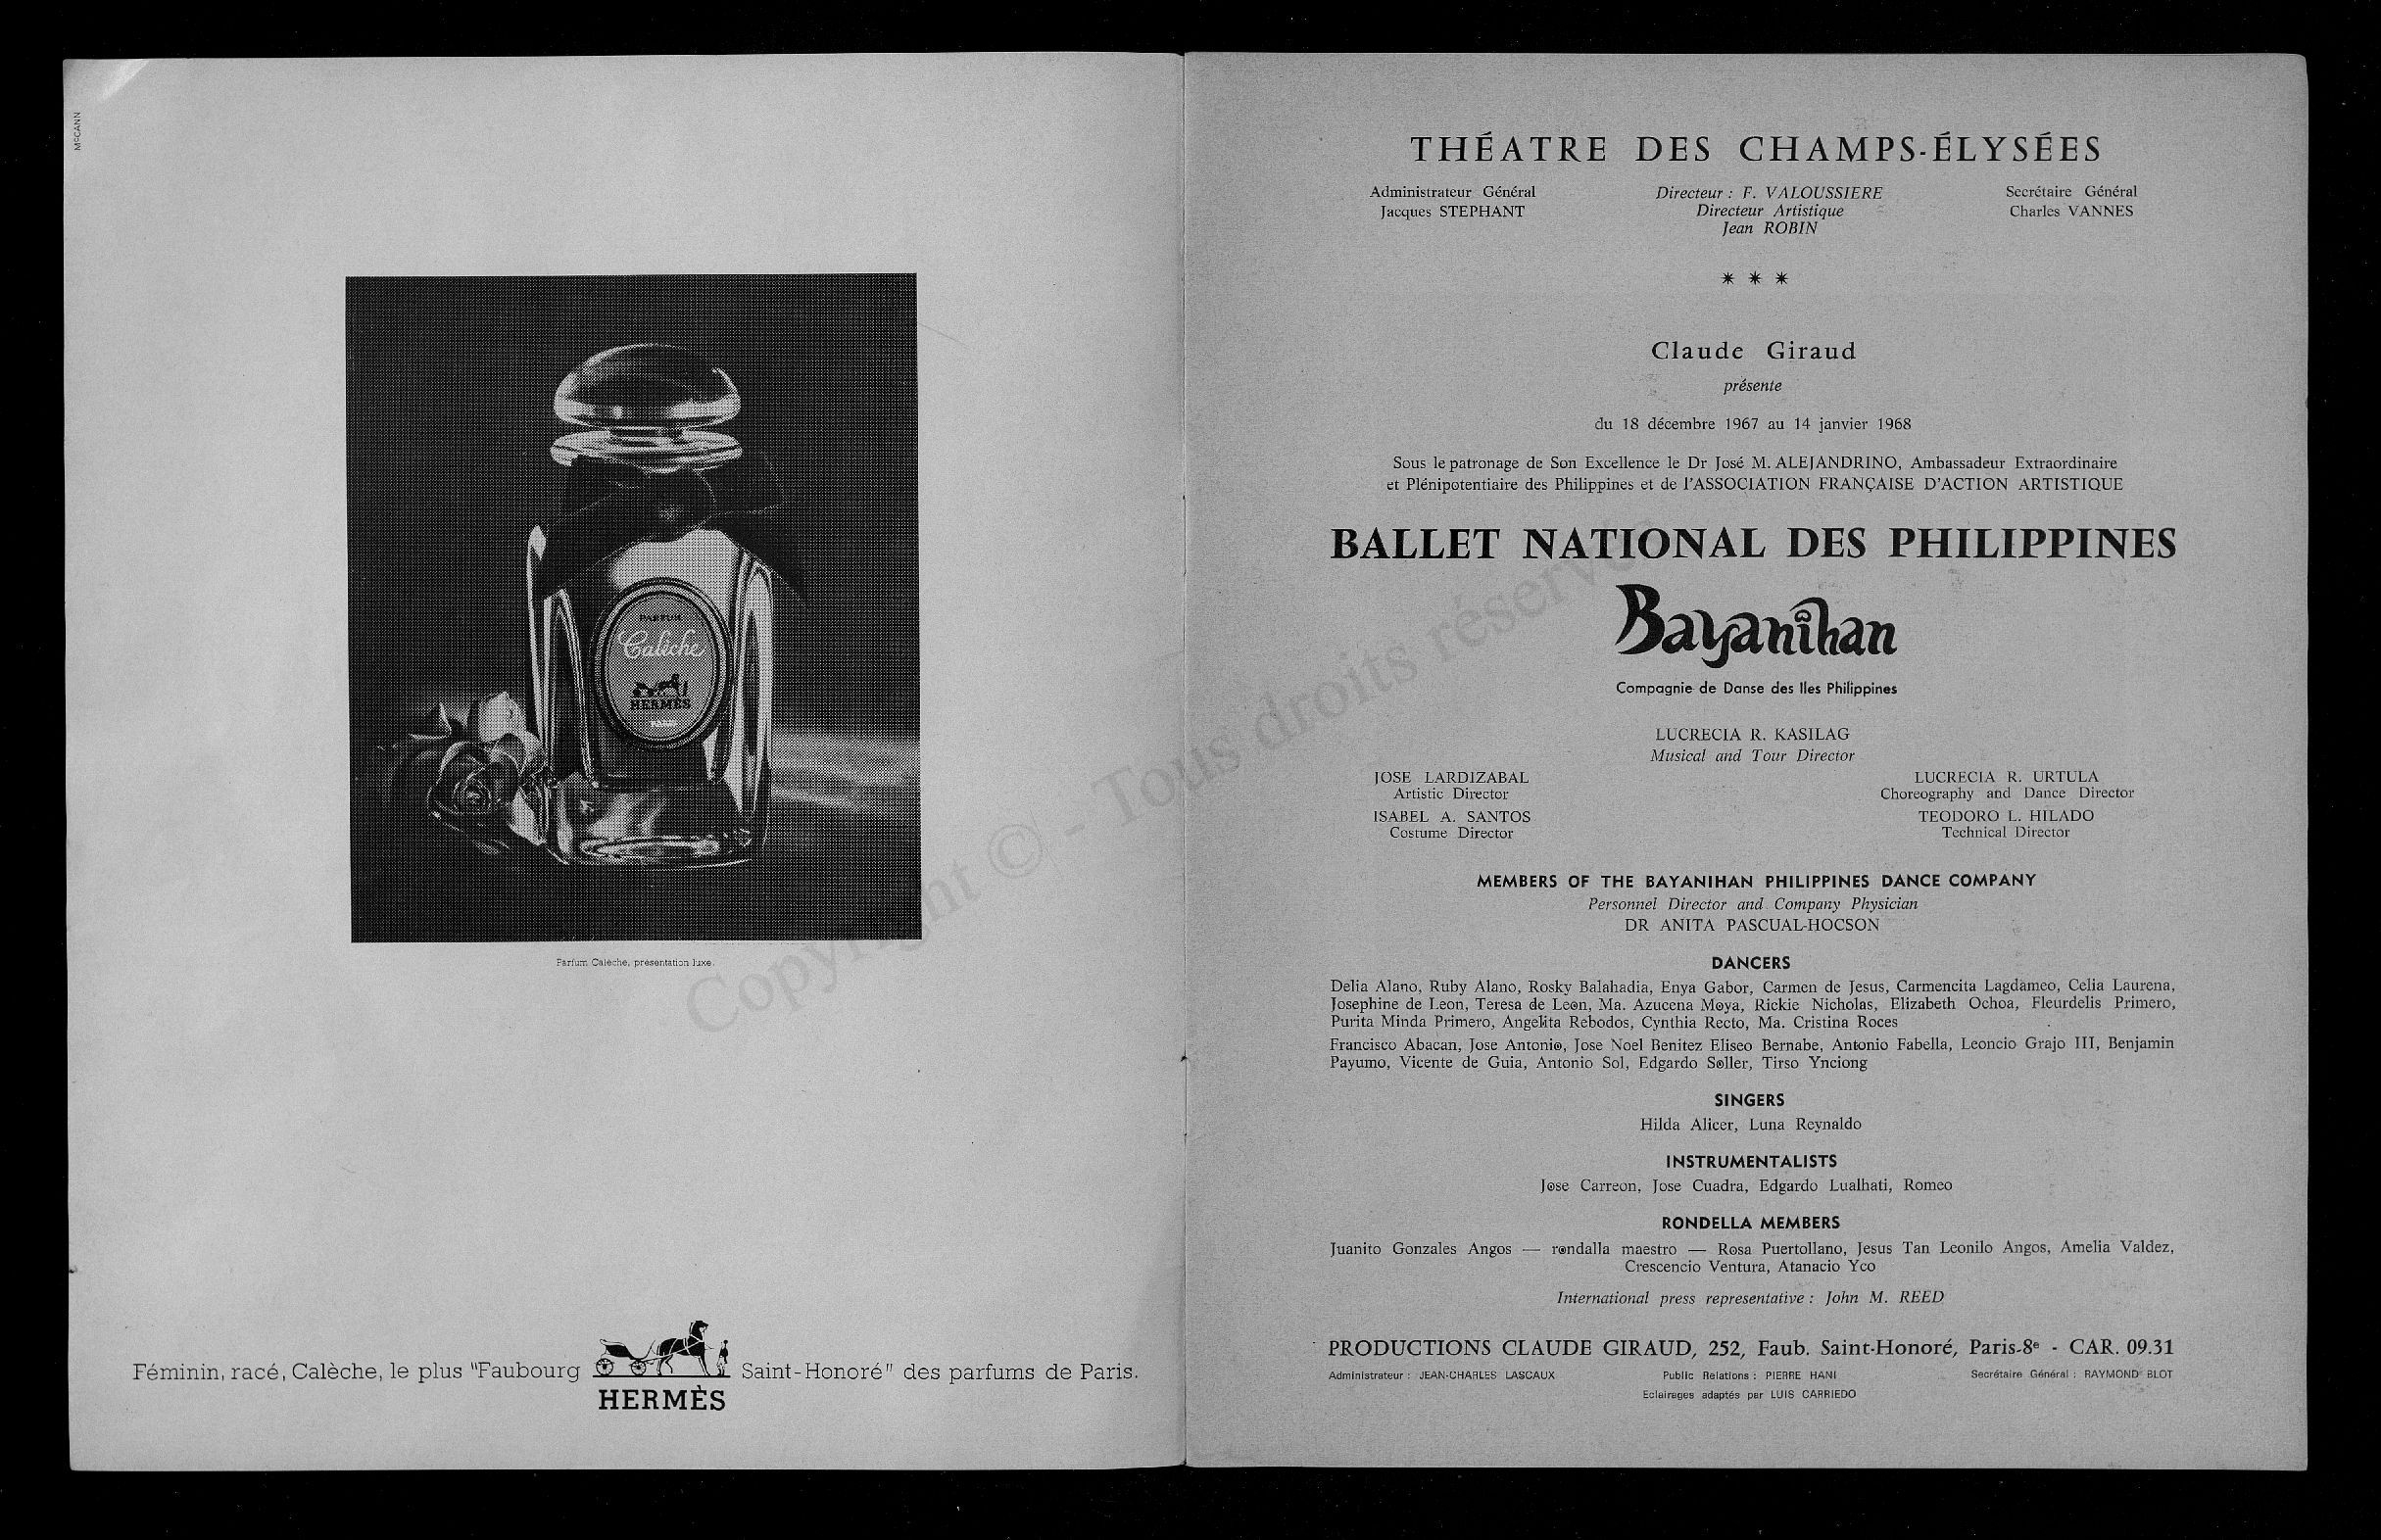 McCANN
PARFUM
Calèche
HERMÈS
PARIS
Parfum Calèche, présentation luxe.
Féminin, racé, Calèche, le plus "Faubourg Saint-Honoré" des parfums de Paris.
HERMÈS
THÉATRE DES CHAMPS-ÉLYSÉES
Administrateur Général
Jacques STEPHANT
Directeur : F. VALOUSSIERE
Directeur Artistique
Jean ROBIN
Secrétaire Général
Charles VANNES
* * *
Claude Giraud
présente
du 18 décembre 1967 au 14 janvier 1968
Sous le patronage de Son Excellence le Dr José M. ALEJANDRINO, Ambassadeur Extraordinaire
et Plénipotentiaire des Philippines et de l'ASSOCIATION FRANÇAISE D'ACTION ARTISTIQUE
BALLET NATIONAL DES PHILIPPINES
Bayanihan
Compagnie de Danse des Iles Philippines
LUCRECIA R. KASILAG
Musical and Tour Director
JOSE LARDIZABAL
Artistic Director
ISABEL A. SANTOS
Costume Director
LUCRECIA R. URTULA
Choreography and Dance Director
TEODORO L. HILADO
Technical Director
MEMBERS OF THE BAYANIHAN PHILIPPINES DANCE COMPANY
Personnel Director and Company Physician
DR ANITA PASCUAL-HOCSON
DANCERS
Delia Alano, Ruby Alano, Rosky Balahadia, Enya Gabor, Carmen de Jesus, Carmencita Lagdameo, Celia Laurena,
Josephine de Leon, Teresa de Leon, Ma. Azucena Moya, Rickie Nicholas, Elizabeth Ochoa, Fleurdelis Primero,
Purita Minda Primero, Angelita Rebodos, Cynthia Recto, Ma. Cristina Roces
Francisco Abacan, Jose Antonio, Jose Noel Benitez Eliseo Bernabe, Antonio Fabella, Leoncio Grajo III, Benjamin
Payumo, Vicente de Guia, Antonio Sol, Edgardo Soller, Tirso Ynciong
SINGERS
Hilda Alicer, Luna Reynaldo
INSTRUMENTALISTS
Jose Carreon, Jose Cuadra, Edgardo Lualhati, Romeo
RONDELLA MEMBERS
Juanito Gonzales Angos — rondalla maestro — Rosa Puertollano, Jesus Tan Leonilo Angos, Amelia Valdez,
Crescencio Ventura, Atanacio Yco
International press representative : John M. REED
PRODUCTIONS CLAUDE GIRAUD, 252, Faub. Saint-Honoré, Paris-8e - CAR. 09.31
Administrateur : JEAN-CHARLES LASCAUX
Public Relations : PIERRE HANI
Secrétaire Général : RAYMOND BLOT
Eclairages adaptés par LUIS CARRIEDO
Copyright © - Tous droits réservés